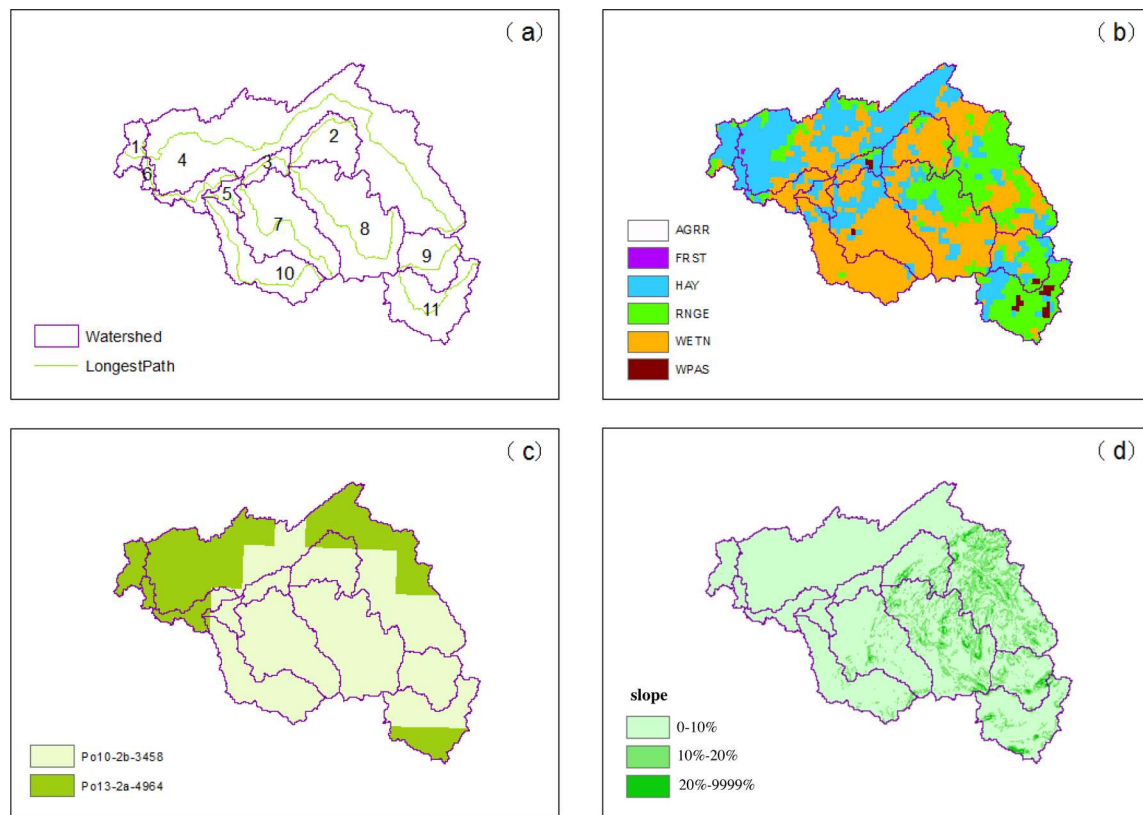 （a）
1
2
3
4
6
5
7
8
9
10
11
Watershed
LongestPath
（b）
AGRR
FRST
HAY
RNGE
WETN
WPAS
（c）
Po10-2b-3458
Po13-2a-4964
（d）
slope
0-10%
10%-20%
20%-9999%